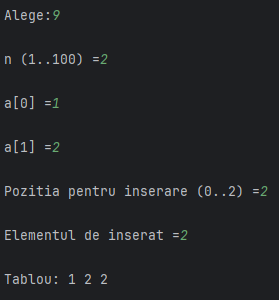 Alege:9
n (1..100) =2
a[0] =1
a[1] =2
Pozitia pentru inserare (0..2) =2
Elementul de inserat =2
Tablou: 1 2 2